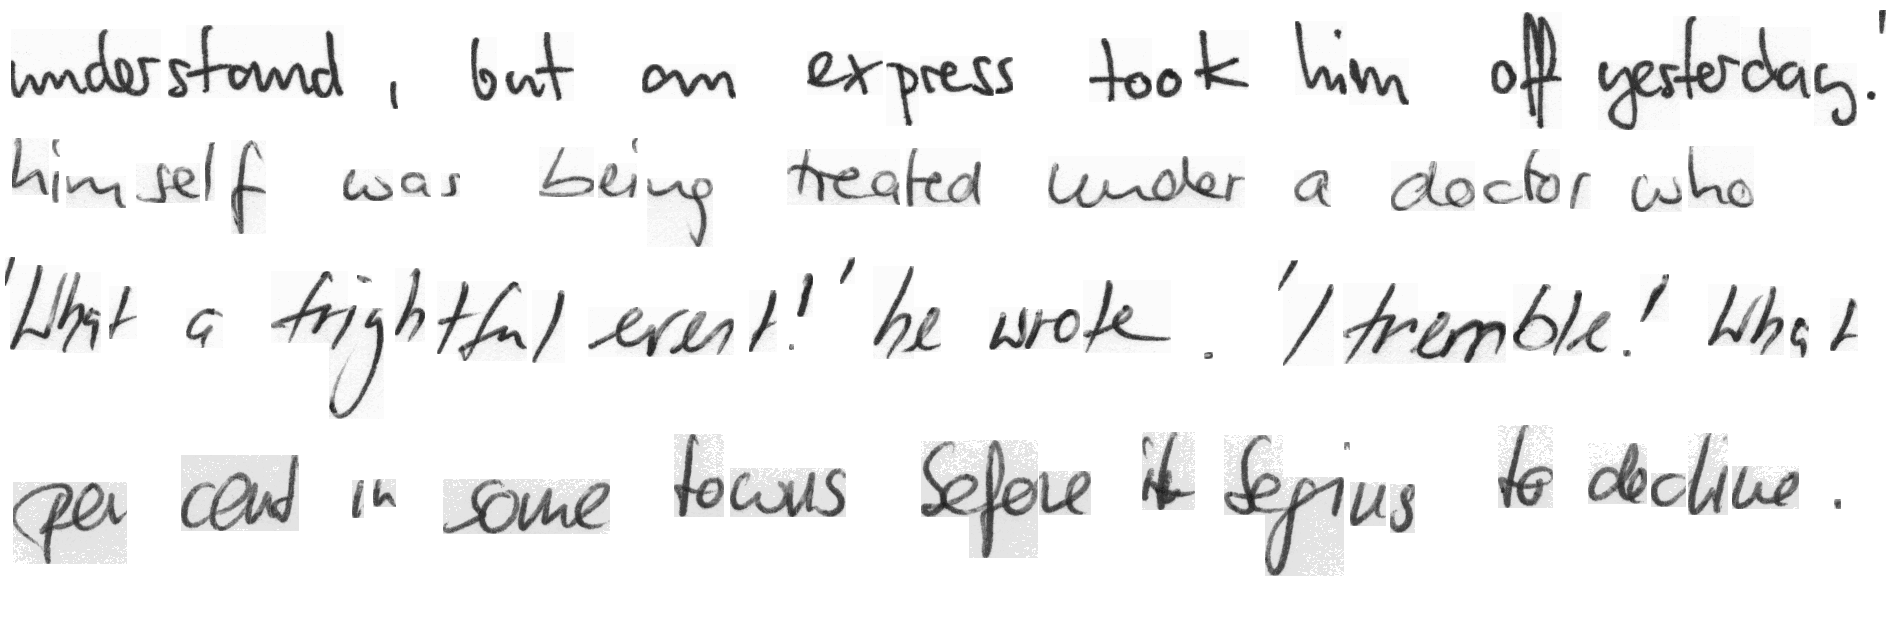 understand, but an express took him off yesterday.'
himself was being treated under a doctor who
'What a frightful event!' he wrote. 'I tremble! What
per cent in some towns before it begins to decline.